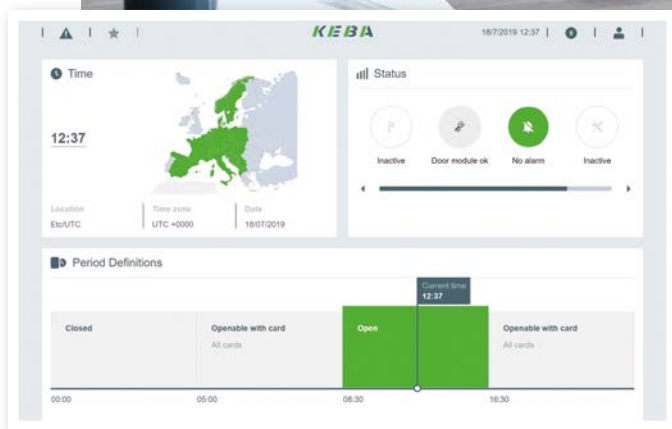 KEBA
18/7/2019 12:37
Time
12:37
Location
Etc/UTC
Time zone
UTC +0000
Date
18/07/2019
Status
Inactive
Door module ok
No alarm
Inactive
Period Definitions
Current time
12:37
Closed
Openable with card
All cards
Open
Openable with card
All cards
00:00
05:00
08:30
16:30